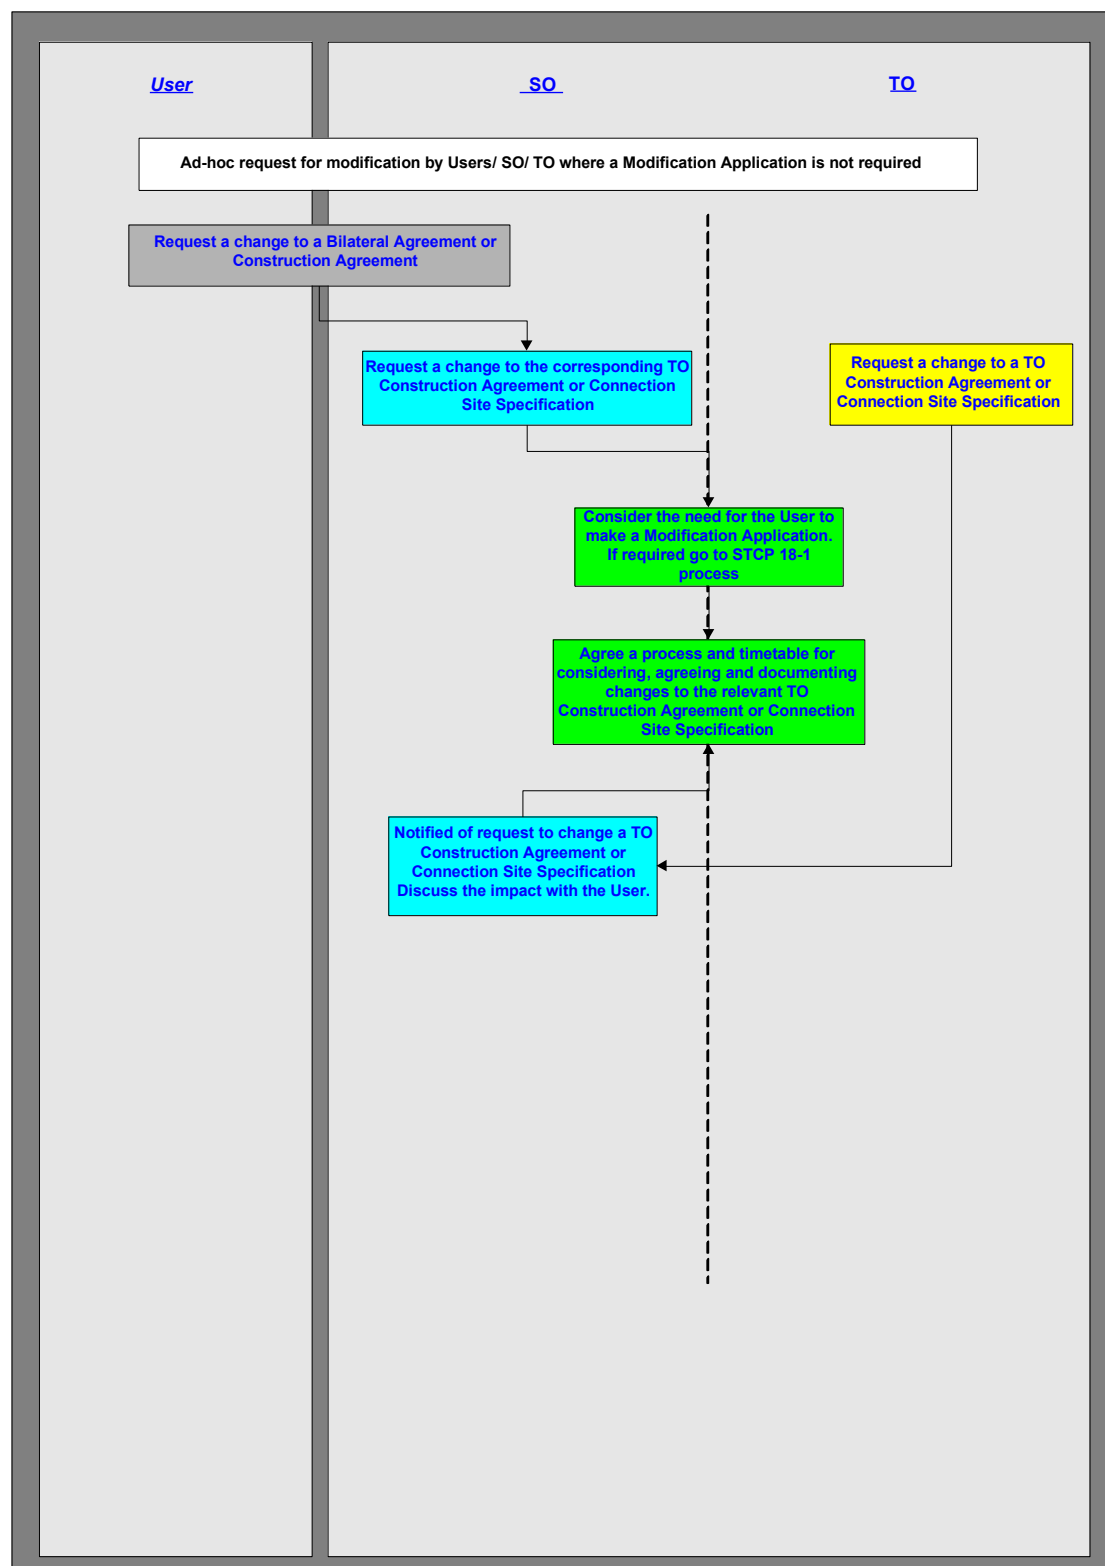 User
SO
TO
Ad-hoc request for modification by Users/ SO/ TO where a Modification Application is not required
Request a change to a Bilateral Agreement or
Construction Agreement
Request a change to the corresponding TO
Construction Agreement or Connection
Site Specification
Request a change to a TO
Construction Agreement or
Connection Site Specification
Consider the need for the User to
make a Modification Application.
If required go to STCP 18-1
process
Agree a process and timetable for
considering, agreeing and documenting
changes to the relevant TO
Construction Agreement or Connection
Site Specification
Notified of request to change a TO
Construction Agreement or
Connection Site Specification
Discuss the impact with the User.